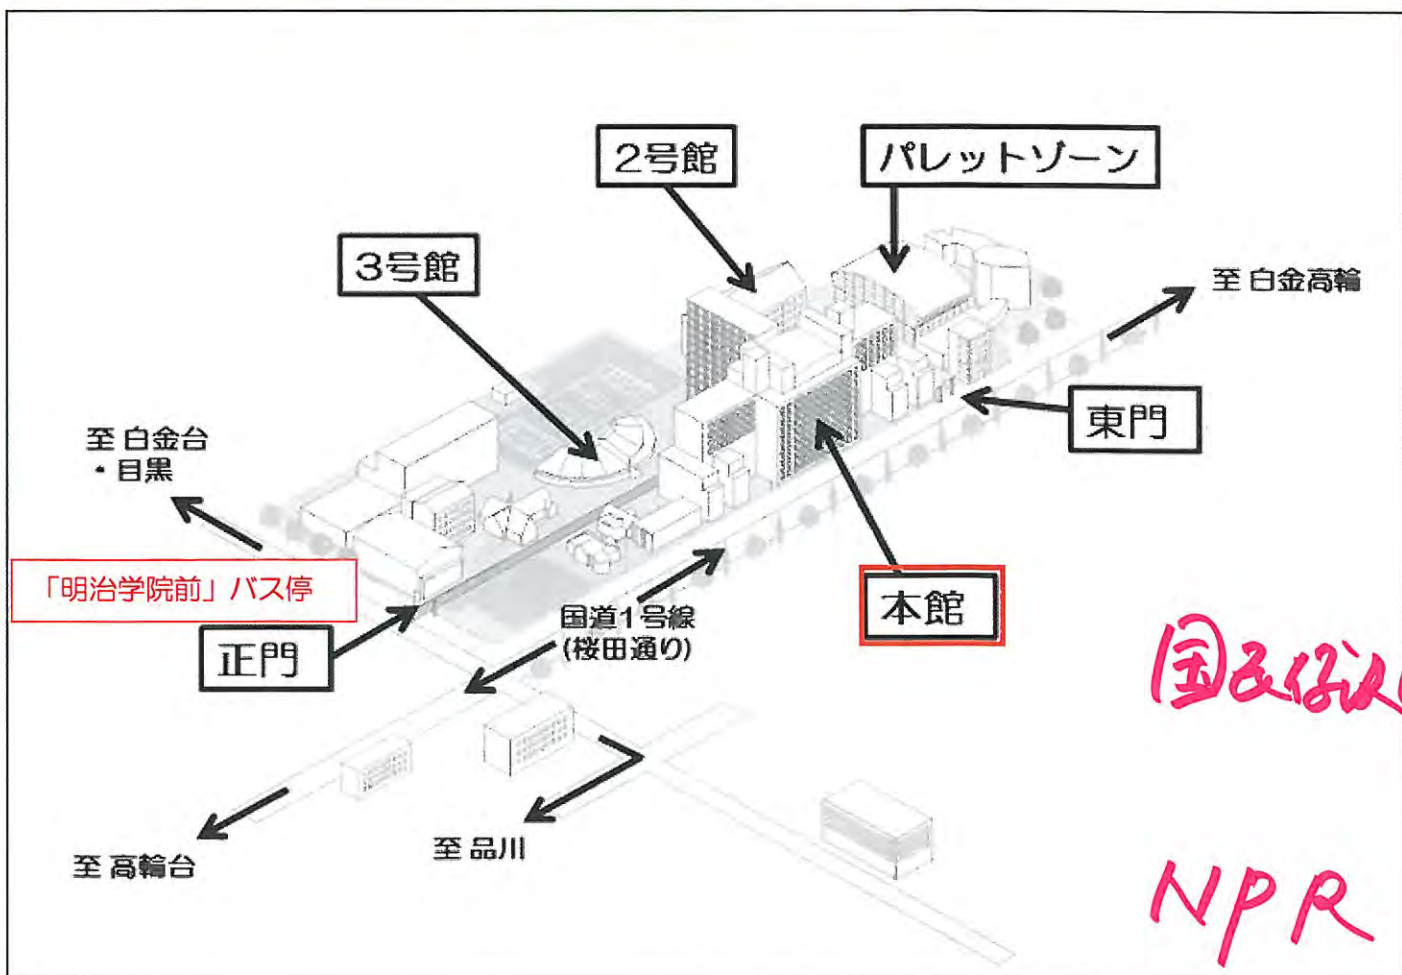 2号館
パレットゾーン
3号館
至 白金高輪
東門
至 白金台
・目黒
「明治学院前」バス停
本館
国道1号線
(桜田通り)
正門
至 品川
至 高輪台
NPR